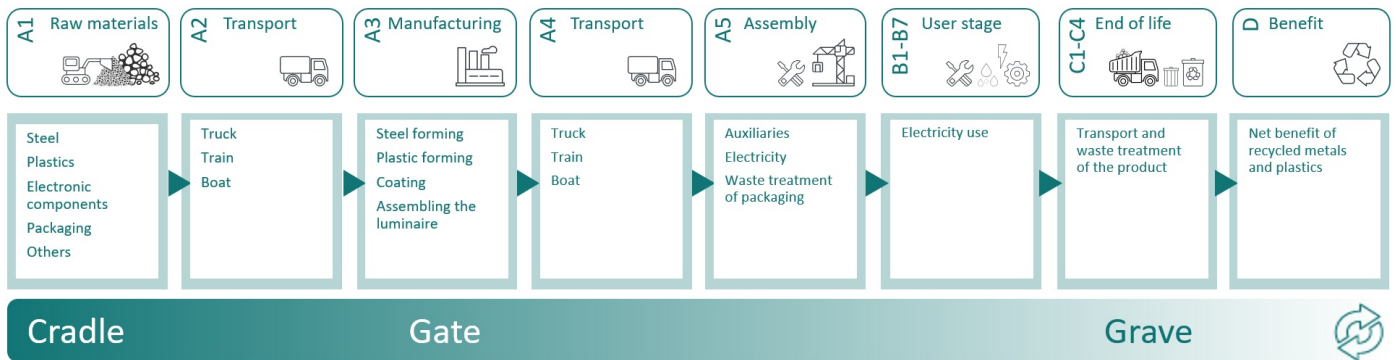 A1 Raw materials
A2 Transport
A3 Manufacturing
A4 Transport
A5 Assembly
B1-B7 User stage
C1-C4 End of life
D Benefit
Steel
Plastics
Electronic
components
Packaging
Others
Truck
Train
Boat
Steel forming
Plastic forming
Coating
Assembling the
luminaire
Truck
Train
Boat
Auxiliaries
Electricity
Waste treatment
of packaging
Electricity use
Transport and
waste treatment
of the product
Net benefit of
recycled metals
and plastics
Cradle
Gate
Grave